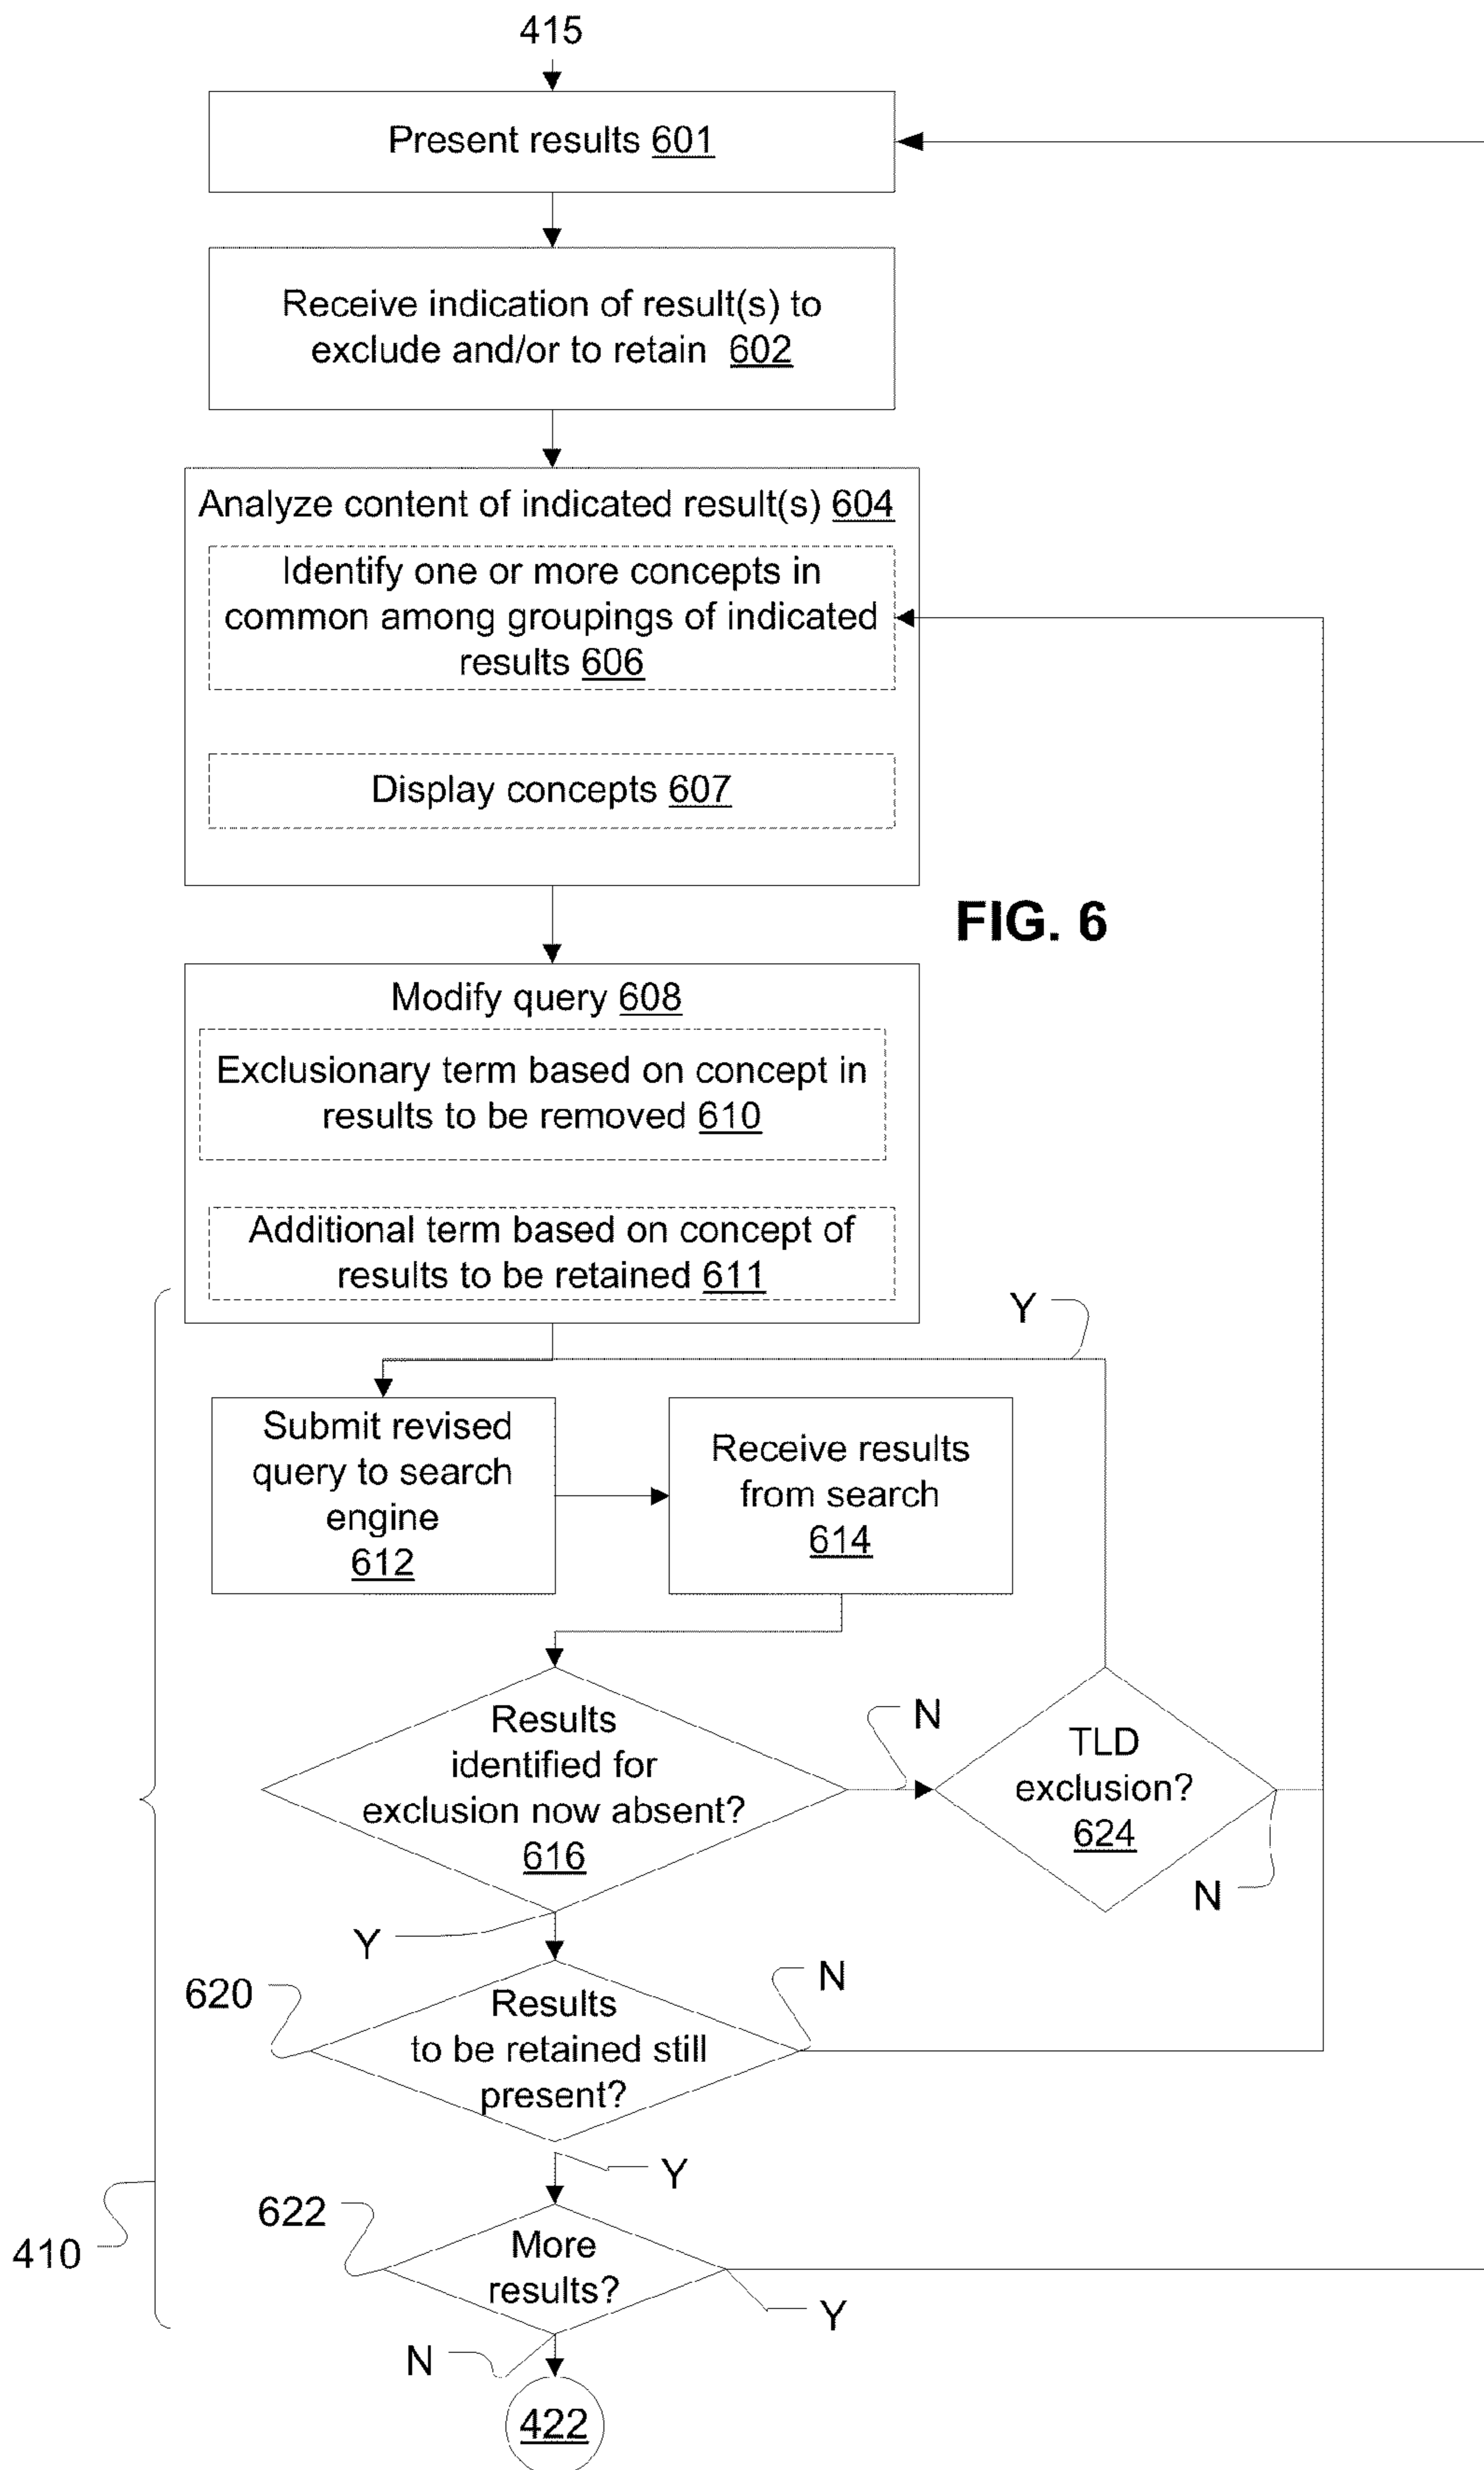 415
Present results 601
Receive indication of result(s) to
exclude and/or to retain 602
Analyze content of indicated result(s) 604
Identify one or more concepts in
common among groupings of indicated
results 606
Display concepts 607
FIG. 6
Modify query 608
Exclusionary term based on concept in
results to be removed 610
Additional term based on concept of
results to be retained 611
Y
Submit revised
query to search
engine
612
Receive results
from search
614
Results
identified for
exclusion now absent?
616
N
TLD
exclusion?
624
N
Y
620
Results
to be retained still
present?
N
Y
410
622
More
results?
Y
N
422